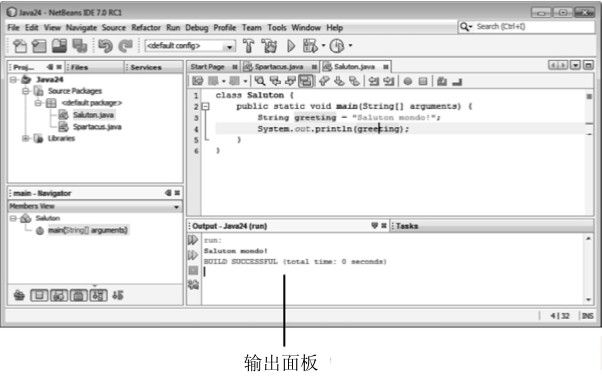 Java24 - NetBeans IDE 7.0 RC1
File Edit View Navigate Source Refactor Run Debug Profile Team Tools Window Help
Search (Ctrl+I)
<default config>
Proj... Files Services
Java24
Source Packages
<default package>
Saluton.java
Spartacus.java
Libraries
Start Page Spartacus.java Saluton.java
1 class Saluton {
2 public static void main(String[] arguments) {
3 String greeting = "Saluton mondo!";
4 System.out.println(greeting);
5 }
6 }
main - Navigator
Members View
Saluton
main(String[] arguments)
Output - Java24 (run) Tasks
run:
Saluton mondo!
BUILD SUCCESSFUL (total time: 0 seconds)
4|32 INS
输出面板